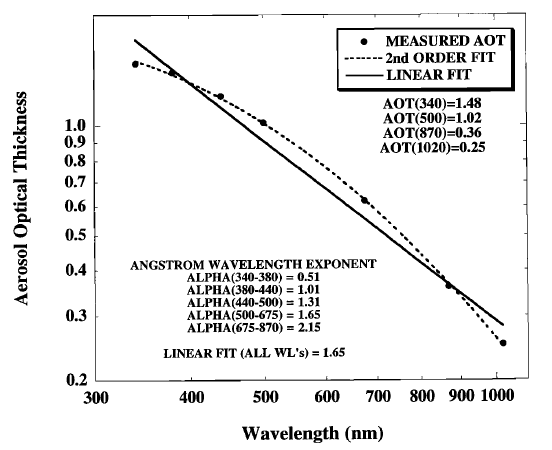 MEASURED AOT
2nd ORDER FIT
LINEAR FIT
AOT(340)=1.48
AOT(500)=1.02
AOT(870)=0.36
AOT(1020)=0.25
Aerosol Optical Thickness
1.0
0.9
0.8
0.7
0.6
0.5
0.4
0.3
0.2
ANGSTROM WAVELENGTH EXPONENT
ALPHA(340-380) = 0.51
ALPHA(380-440) = 1.01
ALPHA(440-500) = 1.31
ALPHA(500-675) = 1.65
ALPHA(675-870) = 2.15
LINEAR FIT (ALL WL's) = 1.65
300 400 500 600 700 800 900 1000
Wavelength (nm)